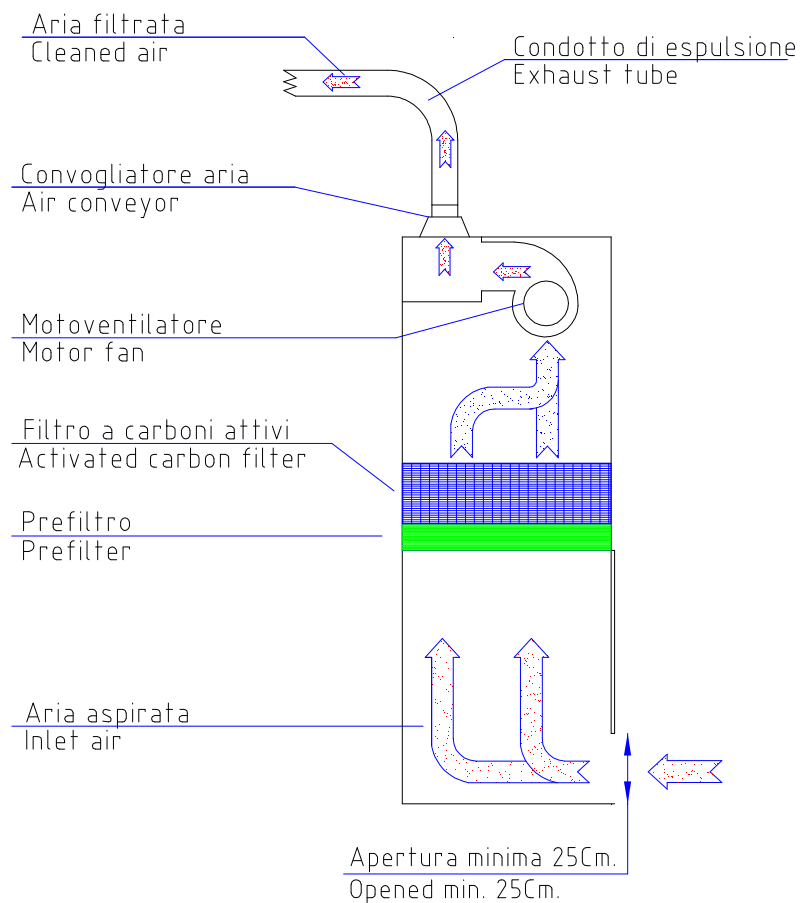 Aria filtrata
Cleaned air
Condotto di espulsione
Exhaust tube
Convogliatore aria
Air conveyor
Motoventilatore
Motor fan
Filtro a carboni attivi
Activated carbon filter
Prefiltro
Prefilter
Aria aspirata
Inlet air
Apertura minima 25Cm.
Opened min. 25Cm.